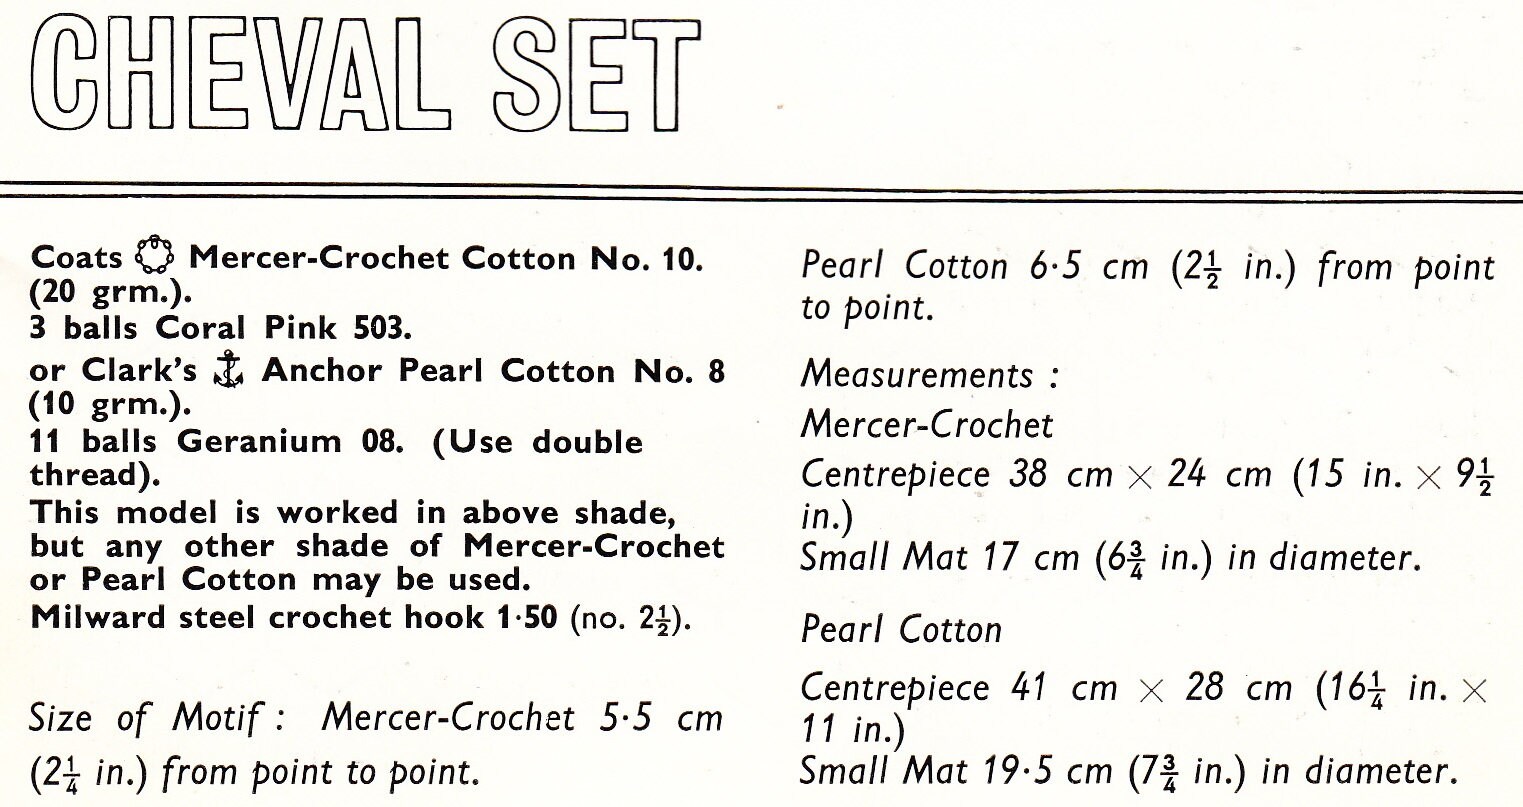 CHEVAL SET
Coats Mercer-Crochet Cotton No. 10.
(20 grm.).
3 balls Coral Pink 503.
or Clark's Anchor Pearl Cotton No. 8
(10 grm.).
11 balls Geranium 08. (Use double
thread).
This model is worked in above shade,
but any other shade of Mercer-Crochet
or Pearl Cotton may be used.
Milward steel crochet hook 1·50 (no. 2½).
Size of Motif : Mercer-Crochet 5·5 cm
(2¼ in.) from point to point.
Pearl Cotton 6·5 cm (2½ in.) from point
to point.
Measurements :
Mercer-Crochet
Centrepiece 38 cm × 24 cm (15 in. × 9½
in.)
Small Mat 17 cm (6¾ in.) in diameter.
Pearl Cotton
Centrepiece 41 cm × 28 cm (16¼ in. ×
11 in.)
Small Mat 19·5 cm (7¾ in.) in diameter.